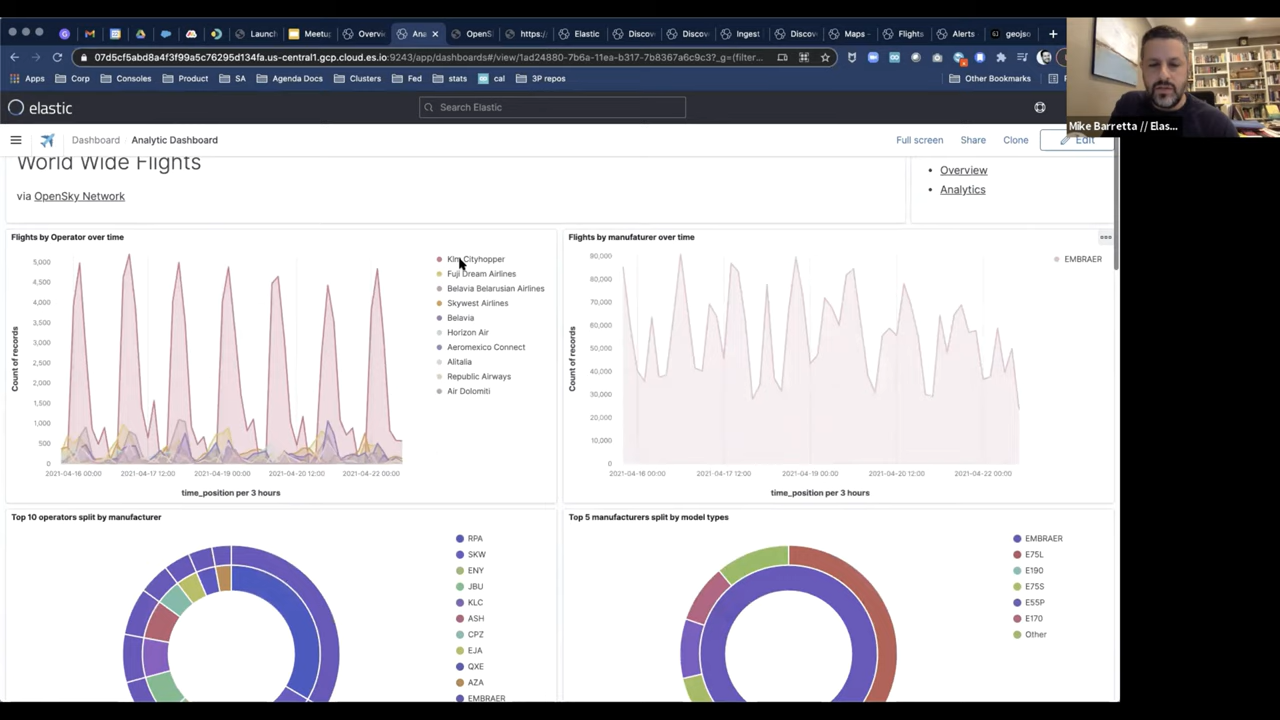 Launch
Meetup
Overvi
Ana
OpenS
https:/
Elastic
Discov
Discov
Ingest
Discov
Maps -
Flights
Alerts
geojso
07d5cf5abd8a4f3f99a5c76295d134fa.us-central1.gcp.cloud.es.io:9243/app/dashboards#/view/1ad24880-7b6a-11ea-b317-7b8367a6c9c3?_g=(filter...
Apps
Corp
Consoles
Product
SA
Agenda Docs
Clusters
Fed
stats
cal
3P repos
Other Bookmarks
Mike Barretta // Elas...
elastic
Search Elastic
Dashboard
Analytic Dashboard
Full screen
Share
Clone
Edit
World Wide Flights
via OpenSky Network
• Overview
• Analytics
Flights by Operator over time
5,000
4,500
4,000
3,500
3,000
2,500
2,000
1,500
1,000
500
0
Count of records
2021-04-16 00:00
2021-04-17 12:00
2021-04-19 00:00
2021-04-20 12:00
2021-04-22 00:00
time_position per 3 hours
Cityhopper
Fuji Dream Airlines
Belavia Belarusian Airlines
Skywest Airlines
Belavia
Horizon Air
Aeromexico Connect
Alitalia
Republic Airways
Air Dolomiti
Flights by manufaturer over time
90,000
80,000
70,000
60,000
50,000
40,000
30,000
20,000
10,000
0
Count of records
2021-04-16 00:00
2021-04-17 12:00
2021-04-19 00:00
2021-04-20 12:00
2021-04-22 00:00
time_position per 3 hours
EMBRAER
Top 10 operators split by manufacturer
RPA
SKW
ENY
JBU
KLC
ASH
CPZ
EJA
QXE
AZA
EMBRAER
Top 5 manufacturers split by model types
EMBRAER
E75L
E190
E75S
E55P
E170
Other